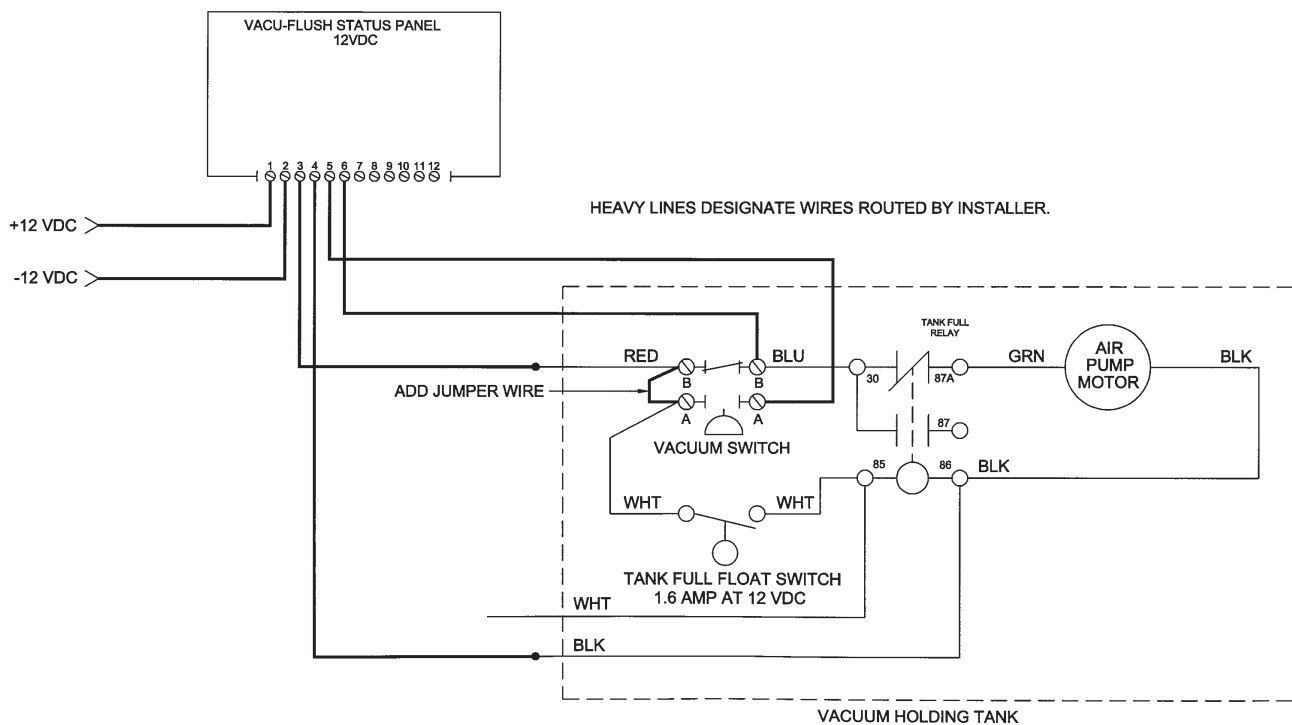 VACU-FLUSH STATUS PANEL
12VDC
1 2 3 4 5 6 7 8 9 10 11 12
+12 VDC
-12 VDC
HEAVY LINES DESIGNATE WIRES ROUTED BY INSTALLER.
TANK FULL
RELAY
RED
B
B
BLU
30
87A
GRN
AIR
PUMP
MOTOR
BLK
ADD JUMPER WIRE
A
A
VACUUM SWITCH
87
85
86
BLK
WHT
WHT
TANK FULL FLOAT SWITCH
1.6 AMP AT 12 VDC
WHT
BLK
VACUUM HOLDING TANK